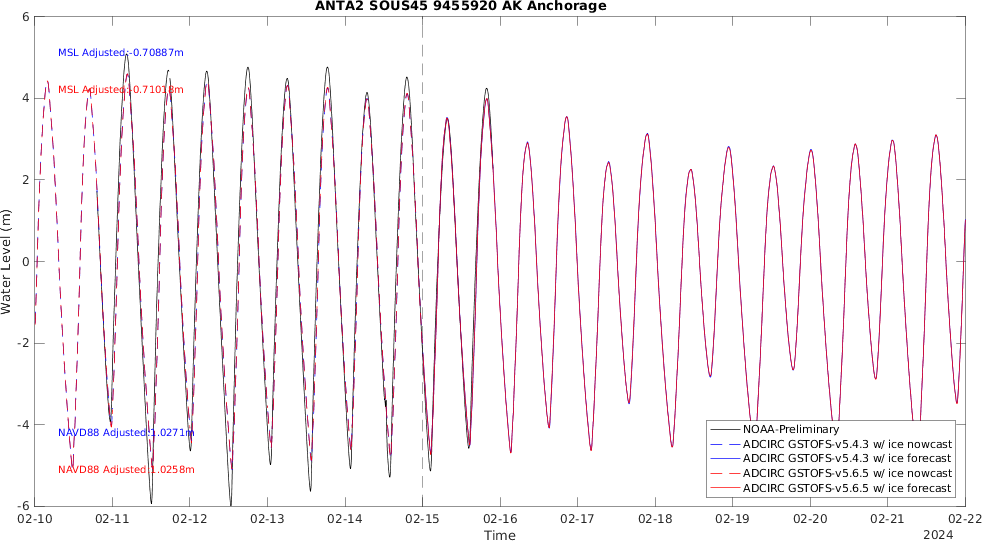 ANTA2 SOUS45 9455920 AK Anchorage
6
4
2
0
-2
-4
-6
Water Level (m)
MSL Adjusted:-0.70887m
MSL Adjusted:-0.71018m
NAVD88 Adjusted:1.0271m
NAVD88 Adjusted:1.0258m
NOAA-Preliminary
ADCIRC GSTOFS-v5.4.3 w/ ice nowcast
ADCIRC GSTOFS-v5.4.3 w/ ice forecast
ADCIRC GSTOFS-v5.6.5 w/ ice nowcast
ADCIRC GSTOFS-v5.6.5 w/ ice forecast
02-10 02-11 02-12 02-13 02-14 02-15 02-16 02-17 02-18 02-19 02-20 02-21 02-22
Time
2024